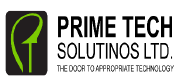 PRIME TECH
SOLUTINOS LTD.
THE DOOR TO APPROPRIATE TECHNOLOGY